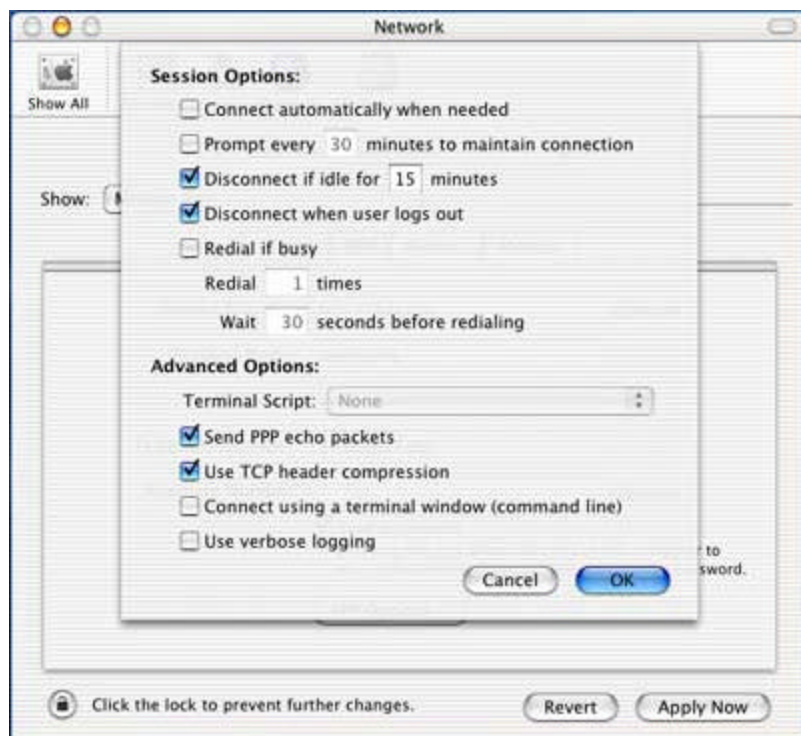 Network
Show All
Session Options:
Connect automatically when needed
Prompt every 30 minutes to maintain connection
Disconnect if idle for 15 minutes
Show:
Disconnect when user logs out
Redial if busy
Redial 1 times
Wait 30 seconds before redialing
Advanced Options:
Terminal Script: None
Send PPP echo packets
Use TCP header compression
Connect using a terminal window (command line)
Use verbose logging
to
sword.
Cancel OK
Click the lock to prevent further changes. Revert Apply Now